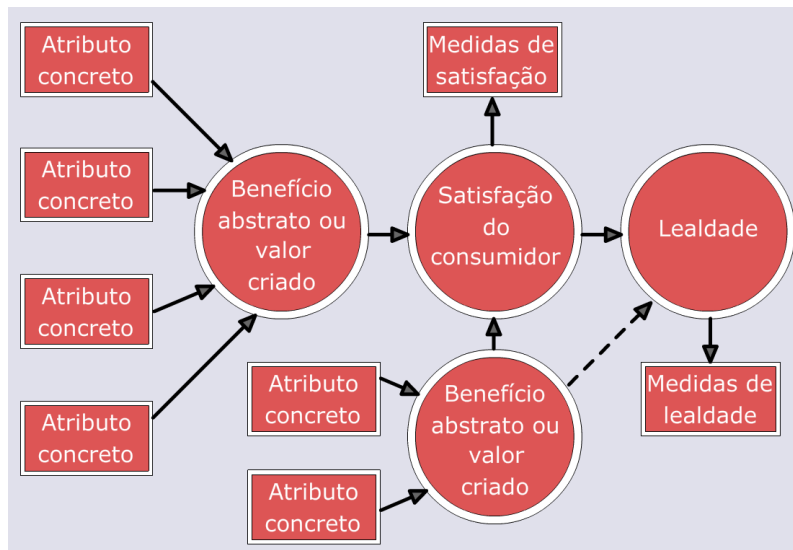 Atributo
concreto
Medidas de
satisfação
Atributo
concreto
Benefício
abstrato ou
valor
criado
Satisfação
do
consumidor
Lealdade
Atributo
concreto
Atributo
concreto
Atributo
concreto
Benefício
abstrato ou
valor
criado
Medidas de
lealdade
Atributo
concreto